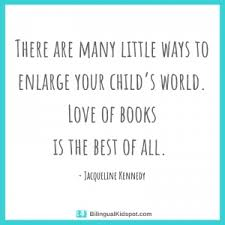 THERE ARE MANY LITTLE WAYS TO
ENLARGE YOUR CHILD'S WORLD.
LOVE OF BOOKS
IS THE BEST OF ALL.
- JACQUELINE KENNEDY
BilingualKidspot.com